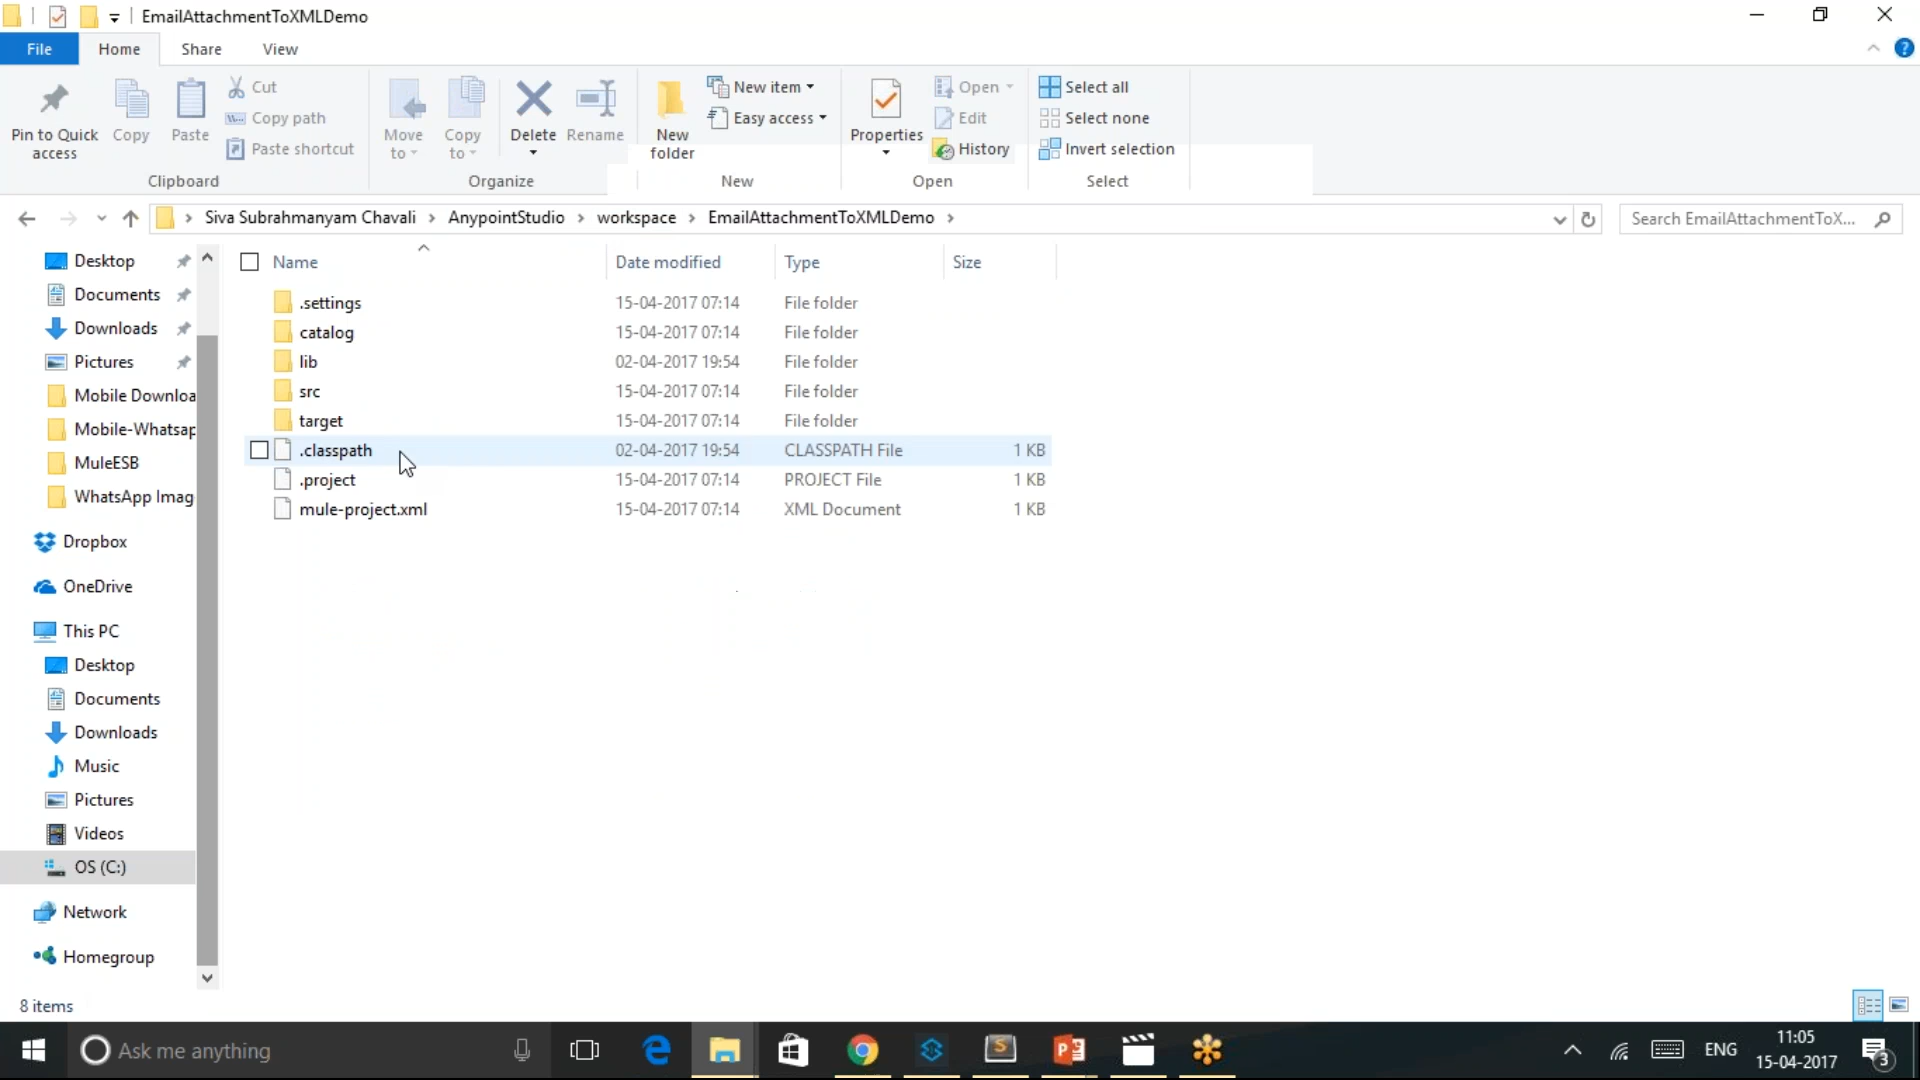 EmailAttachmentToXMLDemo
File Home Share View
Pin to Quick access
Copy
Paste
Cut
Copy path
Paste shortcut
Clipboard
Move to
Copy to
Delete
Rename
Organize
New folder
New item
Easy access
New
Properties
Open
Edit
History
Open
Select all
Select none
Invert selection
Select
Siva Subrahmanyam Chavali AnypointStudio workspace EmailAttachmentToXMLDemo
Search EmailAttachmentToX...
Desktop
Documents
Downloads
Pictures
Mobile Downloa
Mobile-Whatsap
MuleESB
WhatsApp Imag
Dropbox
OneDrive
This PC
Desktop
Documents
Downloads
Music
Pictures
Videos
OS (C:)
Network
Homegroup
Name Date modified Type Size
.settings 15-04-2017 07:14 File folder
catalog 15-04-2017 07:14 File folder
lib 02-04-2017 19:54 File folder
src 15-04-2017 07:14 File folder
target 15-04-2017 07:14 File folder
.classpath 02-04-2017 19:54 CLASSPATH File 1 KB
.project 15-04-2017 07:14 PROJECT File 1 KB
mule-project.xml 15-04-2017 07:14 XML Document 1 KB
8 items
Ask me anything
ENG
11:05
15-04-2017
3